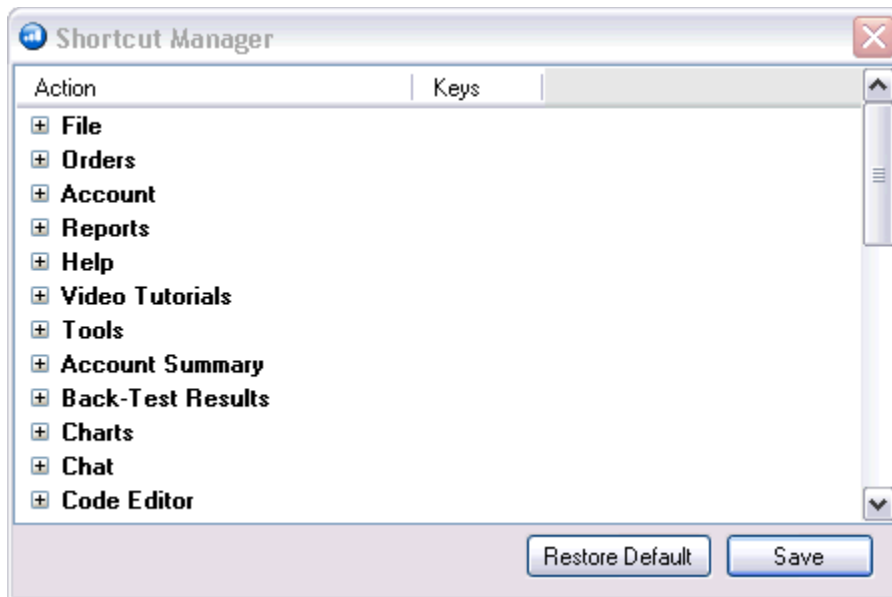 Shortcut Manager
Action Keys
File
Orders
Account
Reports
Help
Video Tutorials
Tools
Account Summary
Back-Test Results
Charts
Chat
Code Editor
Restore Default Save